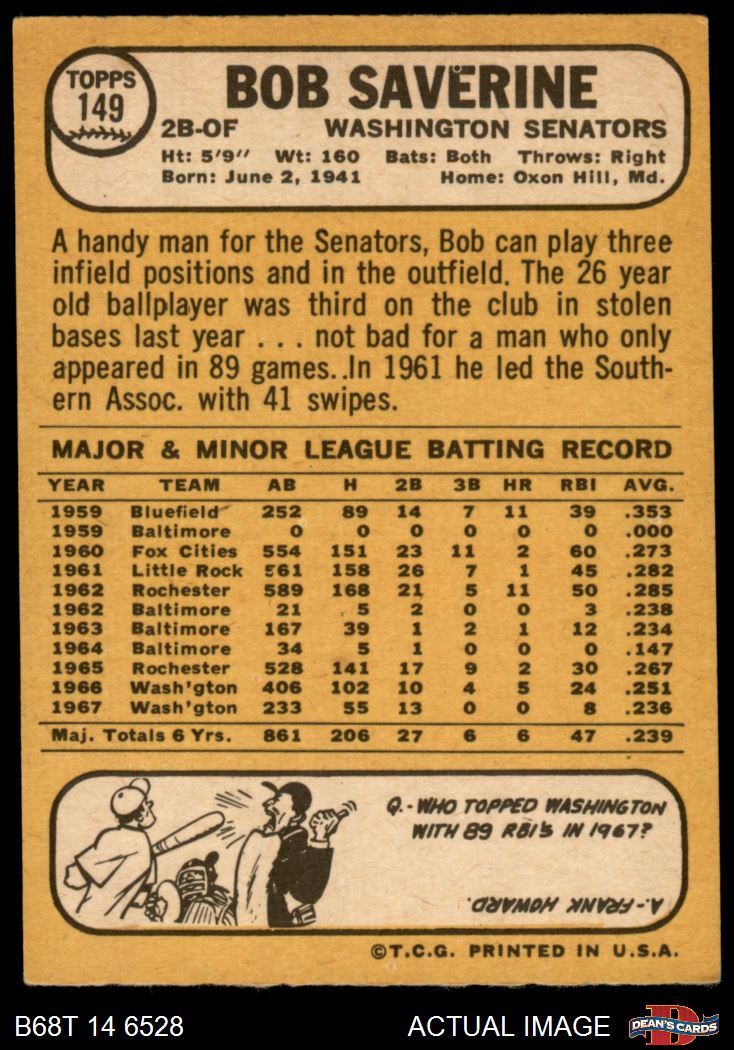 TOPPS
149
BOB SAVERINE
2B-OF WASHINGTON SENATORS
Ht: 5'9" Wt: 160 Bats: Both Throws: Right
Born: June 2, 1941 Home: Oxon Hill, Md.
A handy man for the Senators, Bob can play three
infield positions and in the outfield. The 26 year
old ballplayer was third on the club in stolen
bases last year . . . not bad for a man who only
appeared in 89 games. .In 1961 he led the South-
ern Assoc. with 41 swipes.
MAJOR & MINOR LEAGUE BATTING RECORD
YEAR TEAM AB H 2B 3B HR RBI AVG.
1959 Bluefield 252 89 14 7 11 39 .353
1959 Baltimore 0 0 0 0 0 0 .000
1960 Fox Cities 554 151 23 11 2 60 .273
1961 Little Rock 561 158 26 7 1 45 .282
1962 Rochester 589 168 21 5 11 50 .285
1962 Baltimore 21 5 2 0 0 3 .238
1963 Baltimore 167 39 1 2 1 12 .234
1964 Baltimore 34 5 1 0 0 0 .147
1965 Rochester 528 141 17 9 2 30 .267
1966 Wash'gton 406 102 10 4 5 24 .251
1967 Wash'gton 233 55 13 0 0 8 .236
Maj. Totals 6 Yrs. 861 206 27 6 6 47 .239
Q.-WHO TOPPED WASHINGTON
WITH 89 RBI'S IN 1967?
A.-FRANK HOWARD.
©T.C.G. PRINTED IN U.S.A.
B68T 14 6528 ACTUAL IMAGE
D
DEAN'S CARDS